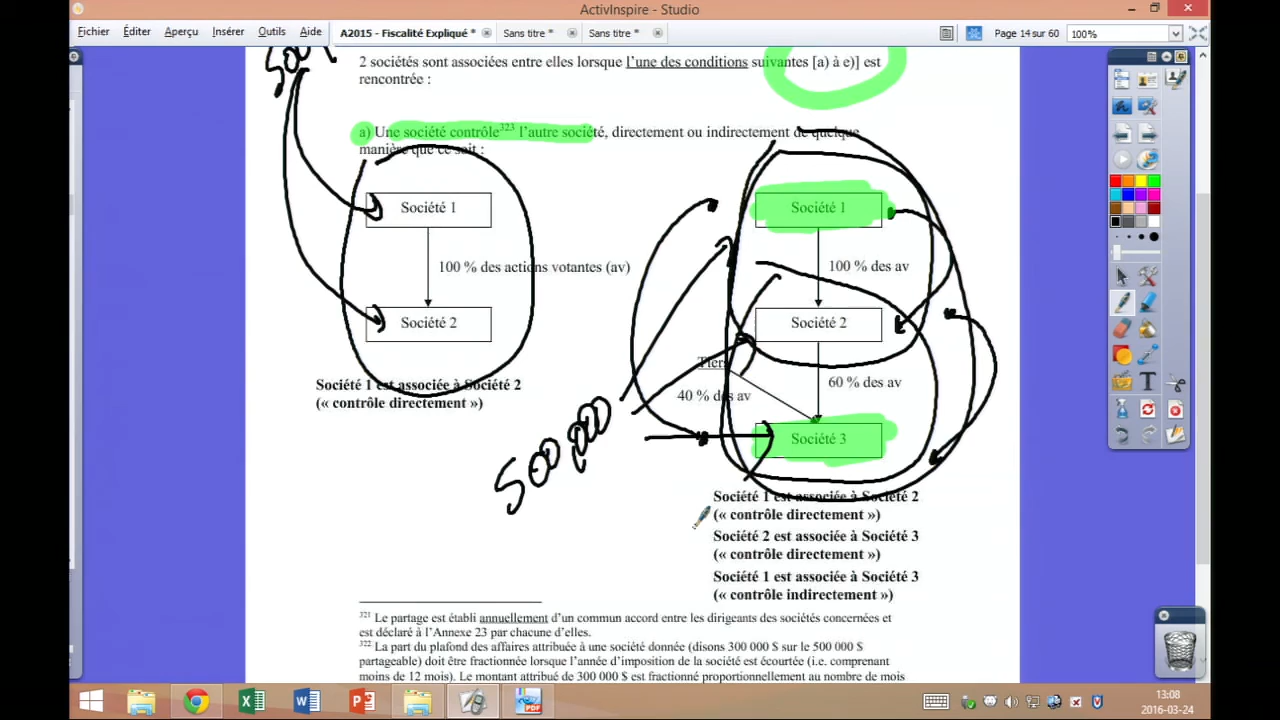 ActivInspire - Studio
Fichier Éditer Aperçu Insérer Outils Aide A2015 - Fiscalité Expliqué * Sans titre * Sans titre * Page 14 sur 60 100%
500
2 sociétés sont associées entre elles lorsque l'une des conditions suivantes [a) à e)] est
rencontrée :
a) Une société contrôle323 l'autre société, directement ou indirectement de quelque
manière que ce soit :
Société 1
100 % des actions votantes (av)
Société 2
Société 1 est associée à Société 2
(« contrôle directement »)
Société 1
100 % des av
Société 2
Tiers
60 % des av
40 % des av
Société 3
500,000
Société 1 est associée à Société 2
(« contrôle directement »)
Société 2 est associée à Société 3
(« contrôle directement »)
Société 1 est associée à Société 3
(« contrôle indirectement »)
321 Le partage est établi annuellement d'un commun accord entre les dirigeants des sociétés concernées et
est déclaré à l'Annexe 23 par chacune d'elles.
322 La part du plafond des affaires attribuée à une société donnée (disons 300 000 $ sur le 500 000 $
partageable) doit être fractionnée lorsque l'année d'imposition de la société est écourtée (i.e. comprenant
moins de 12 mois). Le montant attribué de 300 000 $ est fractionné proportionnellement au nombre de mois
PDF
13:08
2016-03-24